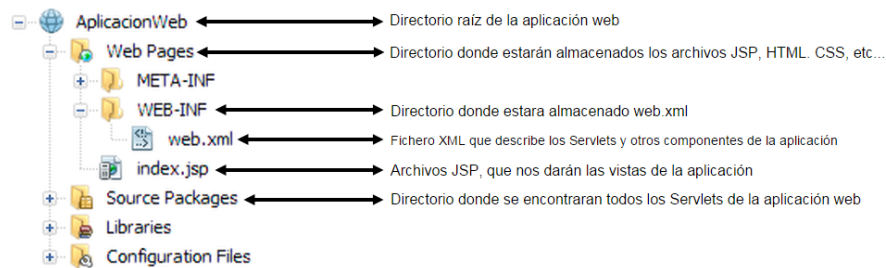 AplicacionWeb Directorio raíz de la aplicación web
Web Pages Directorio donde estarán almacenados los archivos JSP, HTML. CSS, etc...
META-INF
WEB-INF Directorio donde estara almacenado web.xml
web.xml Fichero XML que describe los Servlets y otros componentes de la aplicación
index.jsp Archivos JSP, que nos darán las vistas de la aplicación
Source Packages Directorio donde se encontraran todos los Servlets de la aplicación web
Libraries
Configuration Files